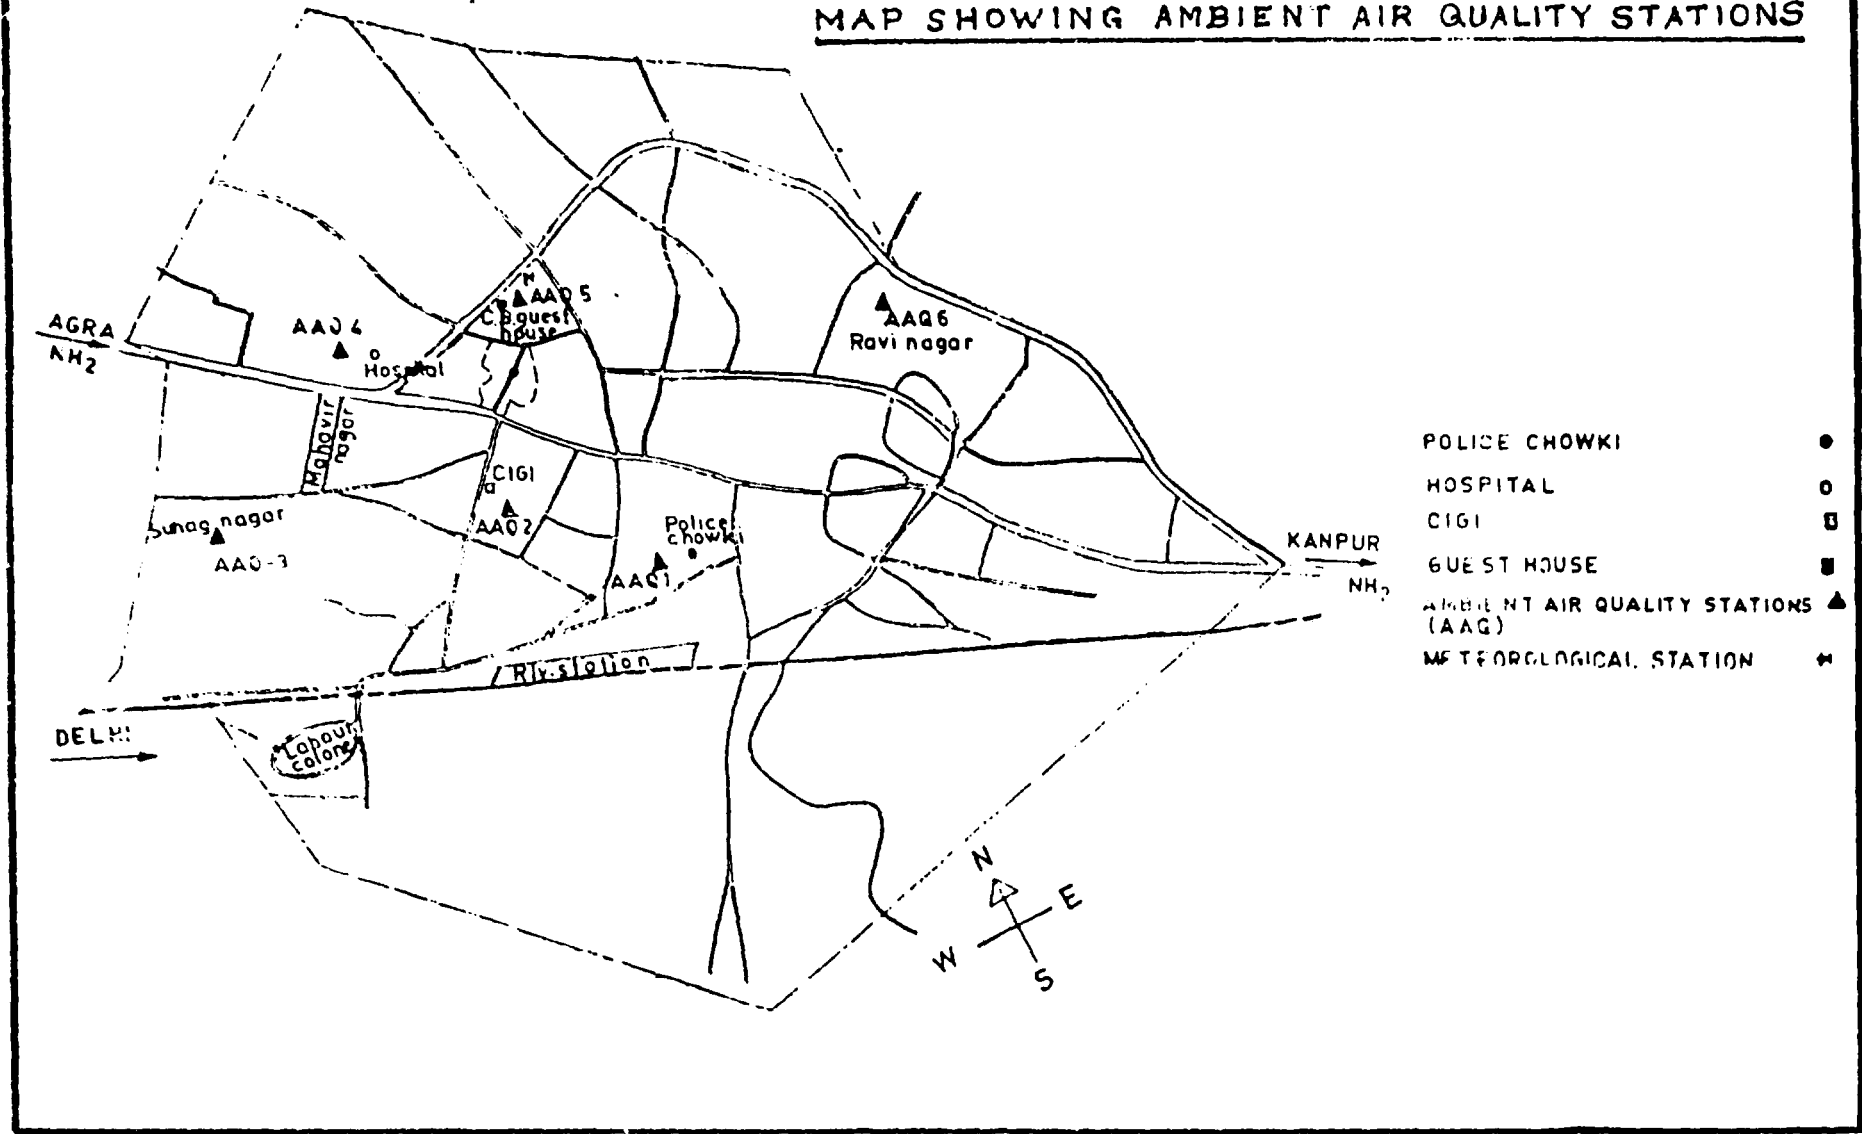 MAP SHOWING AMBIENT AIR QUALITY STATIONS
AGRA
NH2
AAQ 4
Hospital
AAQ 5
C.B.guest
house
AAQ6
Ravi nagar
Mahavir
nagar
CIGI
AAQ2
Suhag nagar
AAQ-3
Police
chowki
AAQ1
KANPUR
NH2
Rly.station
DELHI
Labour
colony
N
E
W
S
POLICE CHOWKI
HOSPITAL
CIGI
GUEST HOUSE
AMBIENT AIR QUALITY STATIONS
(AAQ)
METEOROLOGICAL STATION